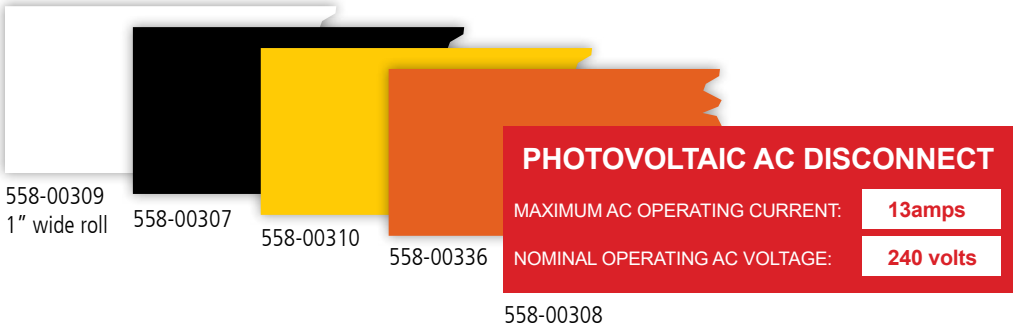 558-00309
1” wide roll
558-00307
558-00310
558-00336
PHOTOVOLTAIC AC DISCONNECT
MAXIMUM AC OPERATING CURRENT: 13amps
NOMINAL OPERATING AC VOLTAGE: 240 volts
558-00308